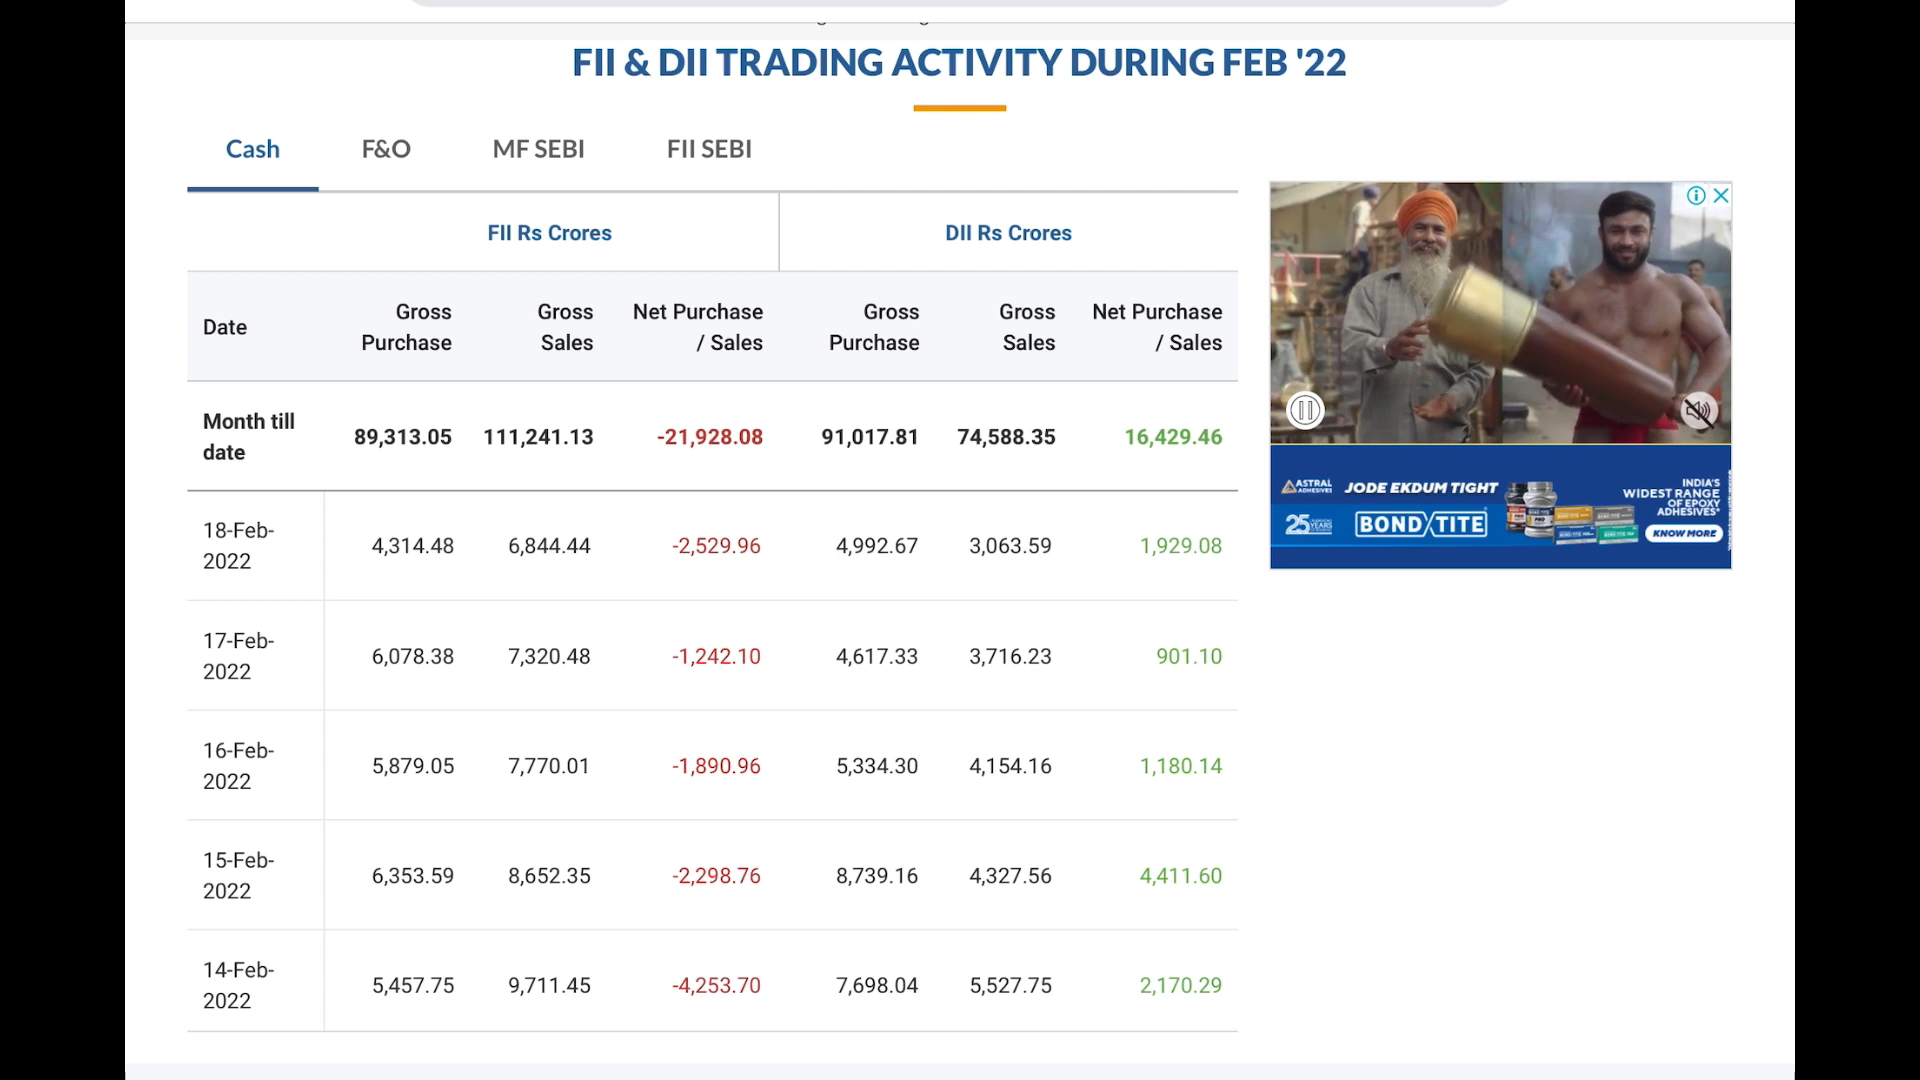 FII & DII TRADING ACTIVITY DURING FEB '22
Cash F&O MF SEBI FII SEBI
FII Rs Crores DII Rs Crores
Date Gross Purchase Gross Sales Net Purchase / Sales Gross Purchase Gross Sales Net Purchase / Sales
Month till date 89,313.05 111,241.13 -21,928.08 91,017.81 74,588.35 16,429.46
18-Feb-2022 4,314.48 6,844.44 -2,529.96 4,992.67 3,063.59 1,929.08
17-Feb-2022 6,078.38 7,320.48 -1,242.10 4,617.33 3,716.23 901.10
16-Feb-2022 5,879.05 7,770.01 -1,890.96 5,334.30 4,154.16 1,180.14
15-Feb-2022 6,353.59 8,652.35 -2,298.76 8,739.16 4,327.56 4,411.60
14-Feb-2022 5,457.75 9,711.45 -4,253.70 7,698.04 5,527.75 2,170.29
ASTRAL ADHESIVES
25 YEARS
JODE EKDUM TIGHT
BOND TITE
INDIA'S
WIDEST RANGE
OF EPOXY
ADHESIVES*
KNOW MORE